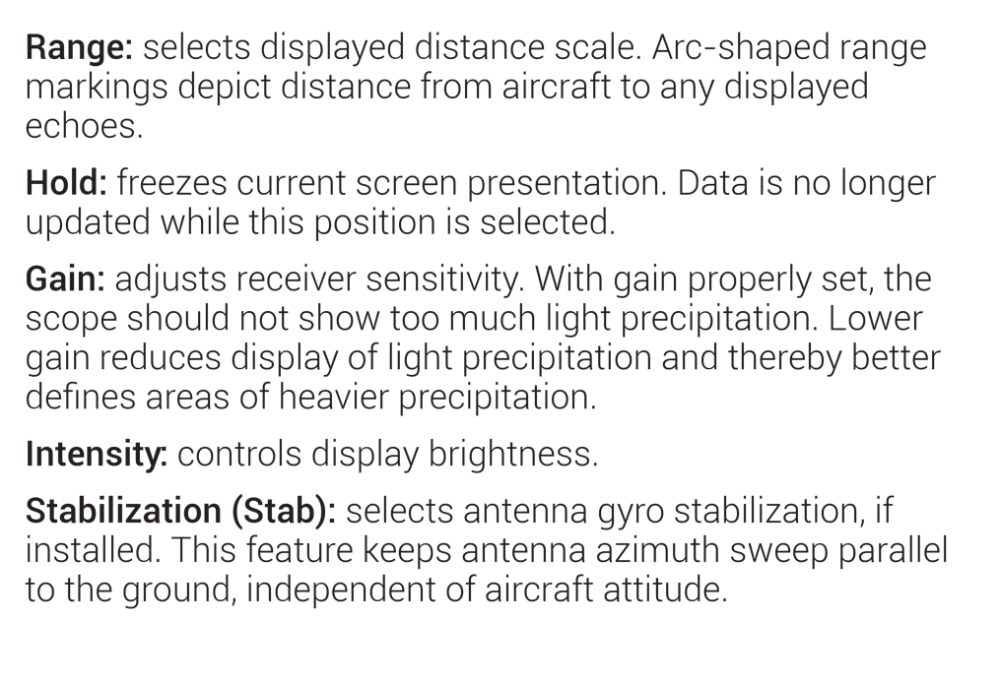 Range: selects displayed distance scale. Arc-shaped range
markings depict distance from aircraft to any displayed
echoes.
Hold: freezes current screen presentation. Data is no longer
updated while this position is selected.
Gain: adjusts receiver sensitivity. With gain properly set, the
scope should not show too much light precipitation. Lower
gain reduces display of light precipitation and thereby better
defines areas of heavier precipitation.
Intensity: controls display brightness.
Stabilization (Stab): selects antenna gyro stabilization, if
installed. This feature keeps antenna azimuth sweep parallel
to the ground, independent of aircraft attitude.